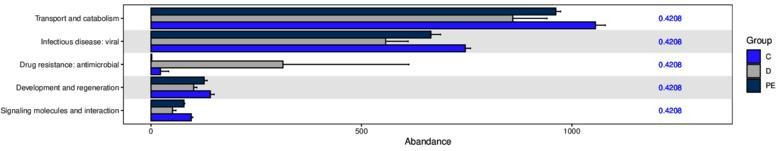 Transport and catabolism
0.4208
Infectious disease: viral
0.4208
Drug resistance: antimicrobial
0.4208
Development and regeneration
0.4208
Signaling molecules and interaction
0.4208
0
500
1000
Abandance
Group
C
D
PE